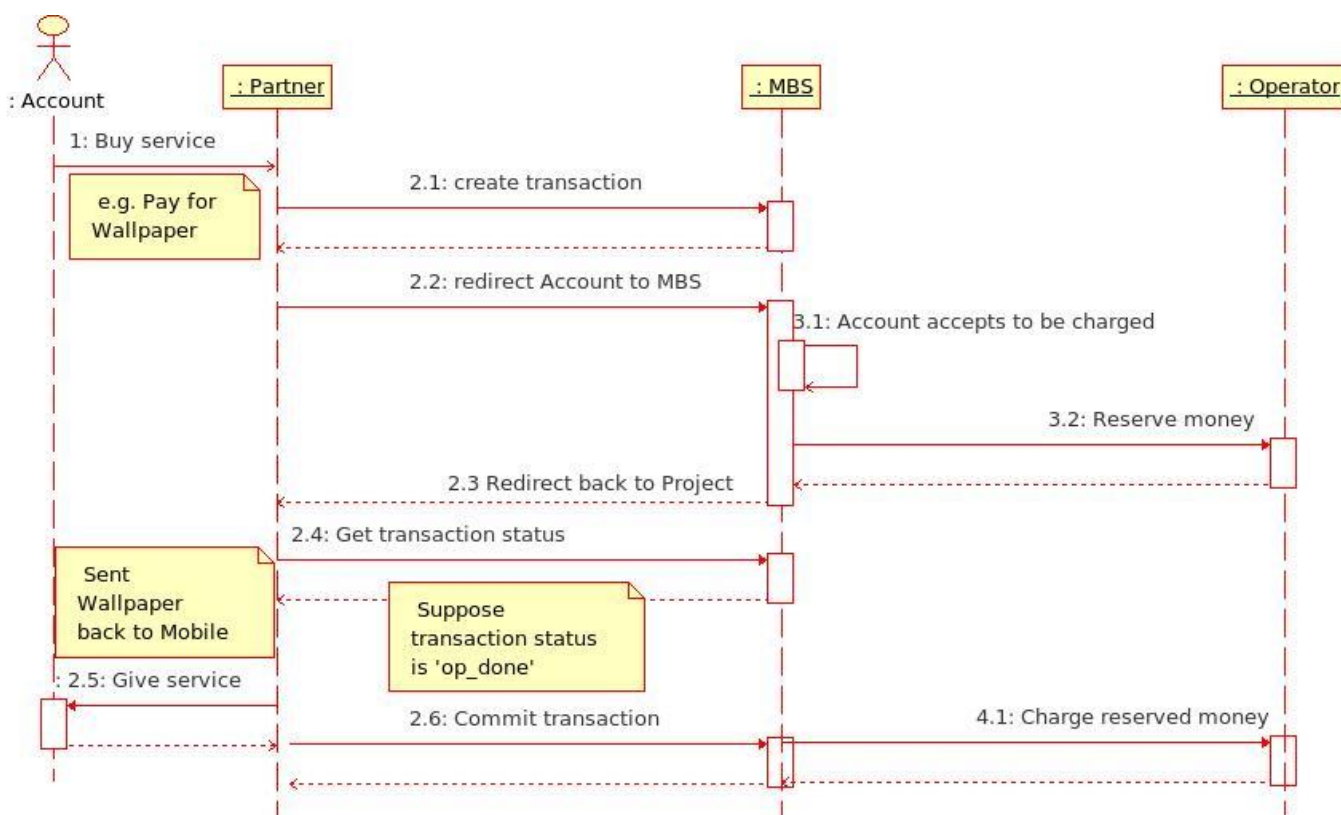 : Account
: Partner
: MBS
: Operator
1: Buy service
e.g. Pay for
Wallpaper
2.1: create transaction
2.2: redirect Account to MBS
3.1: Account accepts to be charged
3.2: Reserve money
2.3 Redirect back to Project
2.4: Get transaction status
Sent
Wallpaper
back to Mobile
Suppose
transaction status
is 'op_done'
: 2.5: Give service
2.6: Commit transaction
4.1: Charge reserved money